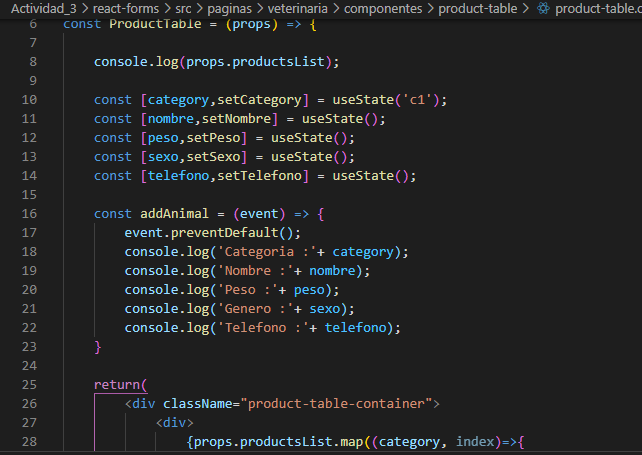 Actividad_3 > react-forms > src > paginas > veterinaria > componentes > product-table > product-table.c
6 const ProductTable = (props) => {
7
8 console.log(props.productsList);
9
10 const [category,setCategory] = useState('c1');
11 const [nombre,setNombre] = useState();
12 const [peso,setPeso] = useState();
13 const [sexo,setSexo] = useState();
14 const [telefono,setTelefono] = useState();
15
16 const addAnimal = (event) => {
17 event.preventDefault();
18 console.log('Categoria :'+ category);
19 console.log('Nombre :'+ nombre);
20 console.log('Peso :'+ peso);
21 console.log('Genero :'+ sexo);
22 console.log('Telefono :'+ telefono);
23 }
24
25 return(
26 <div className="product-table-container">
27 <div>
28 {props.productsList.map((category, index)=>{